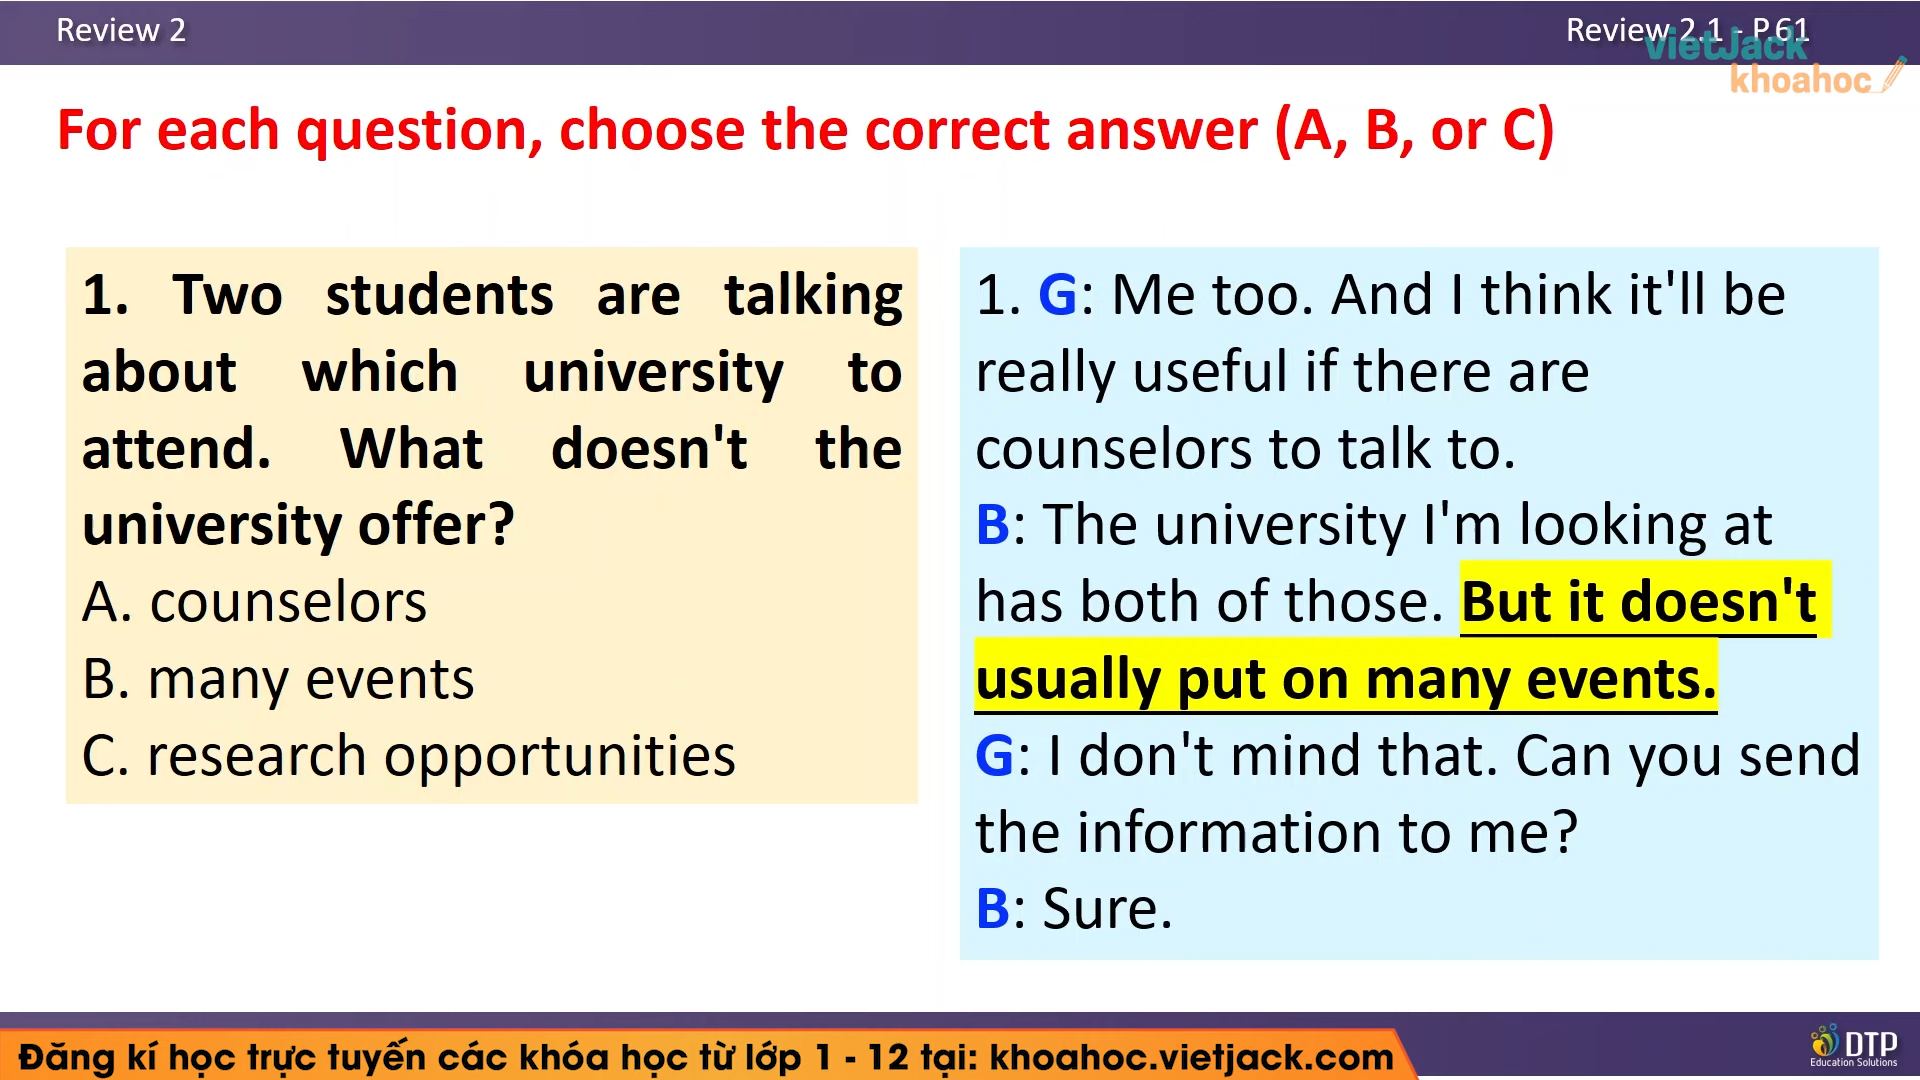 Review 2
Review 2.1 - P.61
vietJack
khoahoc
For each question, choose the correct answer (A, B, or C)
1. Two students are talking
about which university to
attend. What doesn't the
university offer?
A. counselors
B. many events
C. research opportunities
1. G: Me too. And I think it'll be
really useful if there are
counselors to talk to.
B: The university I'm looking at
has both of those. But it doesn't
usually put on many events.
G: I don't mind that. Can you send
the information to me?
B: Sure.
Đăng kí học trực tuyến các khóa học từ lớp 1 - 12 tại: khoahoc.vietjack.com
DTP
Education Solutions